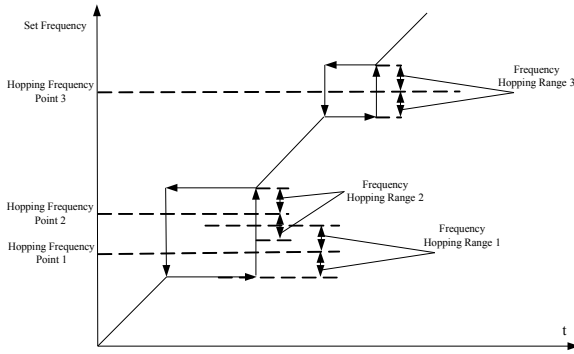 Set Frequency
Hopping Frequency
Point 3
Frequency
Hopping Range 3
Frequency
Hopping Range 2
Hopping Frequency
Point 2
Frequency
Hopping Range 1
Hopping Frequency
Point 1
t